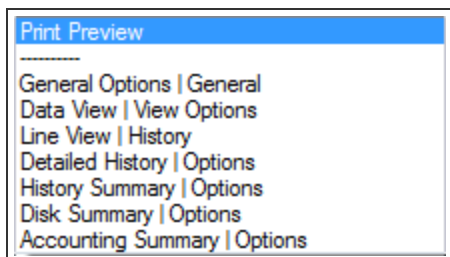 Print Preview
----------
General Options | General
Data View | View Options
Line View | History
Detailed History | Options
History Summary | Options
Disk Summary | Options
Accounting Summary | Options